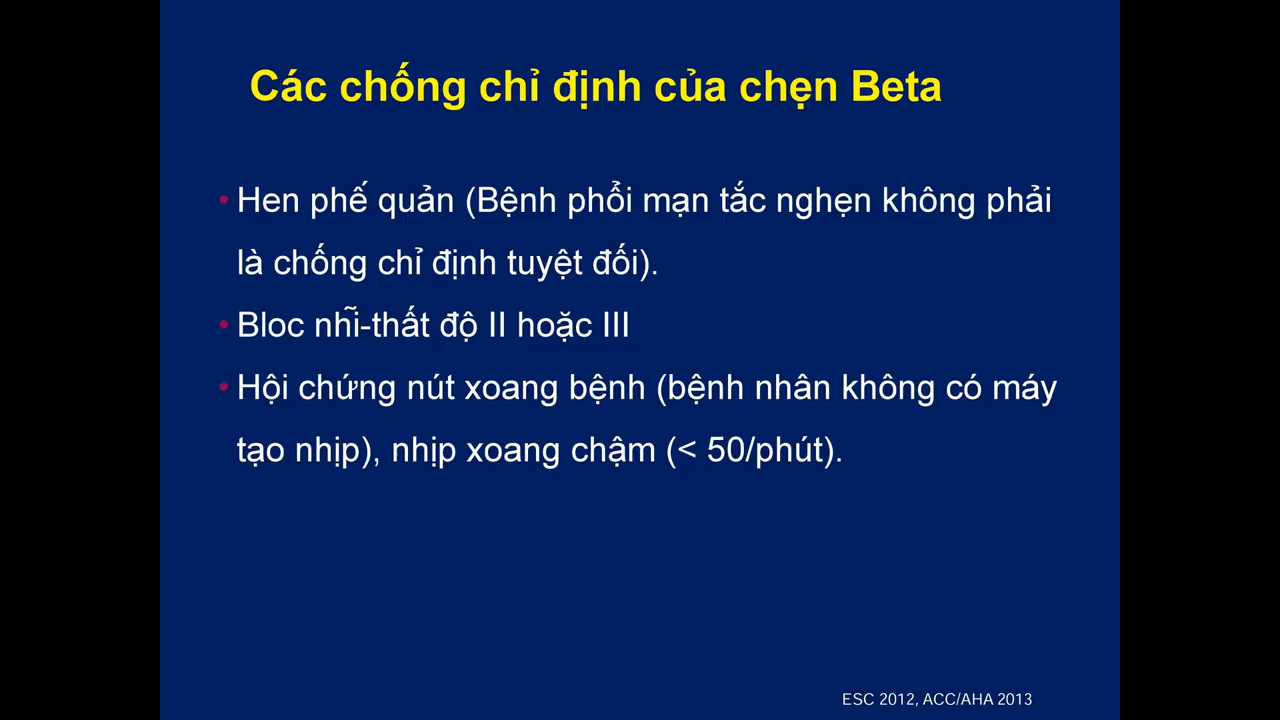 Các chống chỉ định của chẹn Beta
• Hen phế quản (Bệnh phổi mạn tắc nghẹn không phải
là chống chỉ định tuyệt đối).
• Bloc nhĩ-thất độ II hoặc III
• Hội chứng nút xoang bệnh (bệnh nhân không có máy
tạo nhịp), nhịp xoang chậm (< 50/phút).
ESC 2012, ACC/AHA 2013